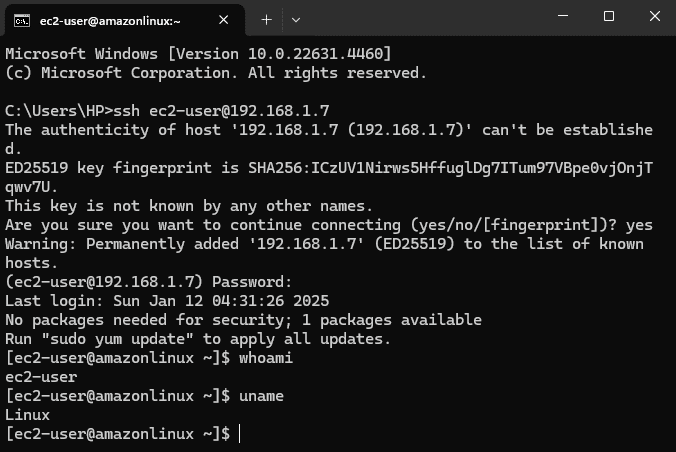 ec2-user@amazonlinux:~
Microsoft Windows [Version 10.0.22631.4460]
(c) Microsoft Corporation. All rights reserved.
C:\Users\HP>ssh ec2-user@192.168.1.7
The authenticity of host '192.168.1.7 (192.168.1.7)' can't be establishe
d.
ED25519 key fingerprint is SHA256:ICzUV1Nirws5HffuglDg7ITum97VBpe0vjOnjT
qwv7U.
This key is not known by any other names.
Are you sure you want to continue connecting (yes/no/[fingerprint])? yes
Warning: Permanently added '192.168.1.7' (ED25519) to the list of known
hosts.
(ec2-user@192.168.1.7) Password:
Last login: Sun Jan 12 04:31:26 2025
No packages needed for security; 1 packages available
Run "sudo yum update" to apply all updates.
[ec2-user@amazonlinux ~]$ whoami
ec2-user
[ec2-user@amazonlinux ~]$ uname
Linux
[ec2-user@amazonlinux ~]$